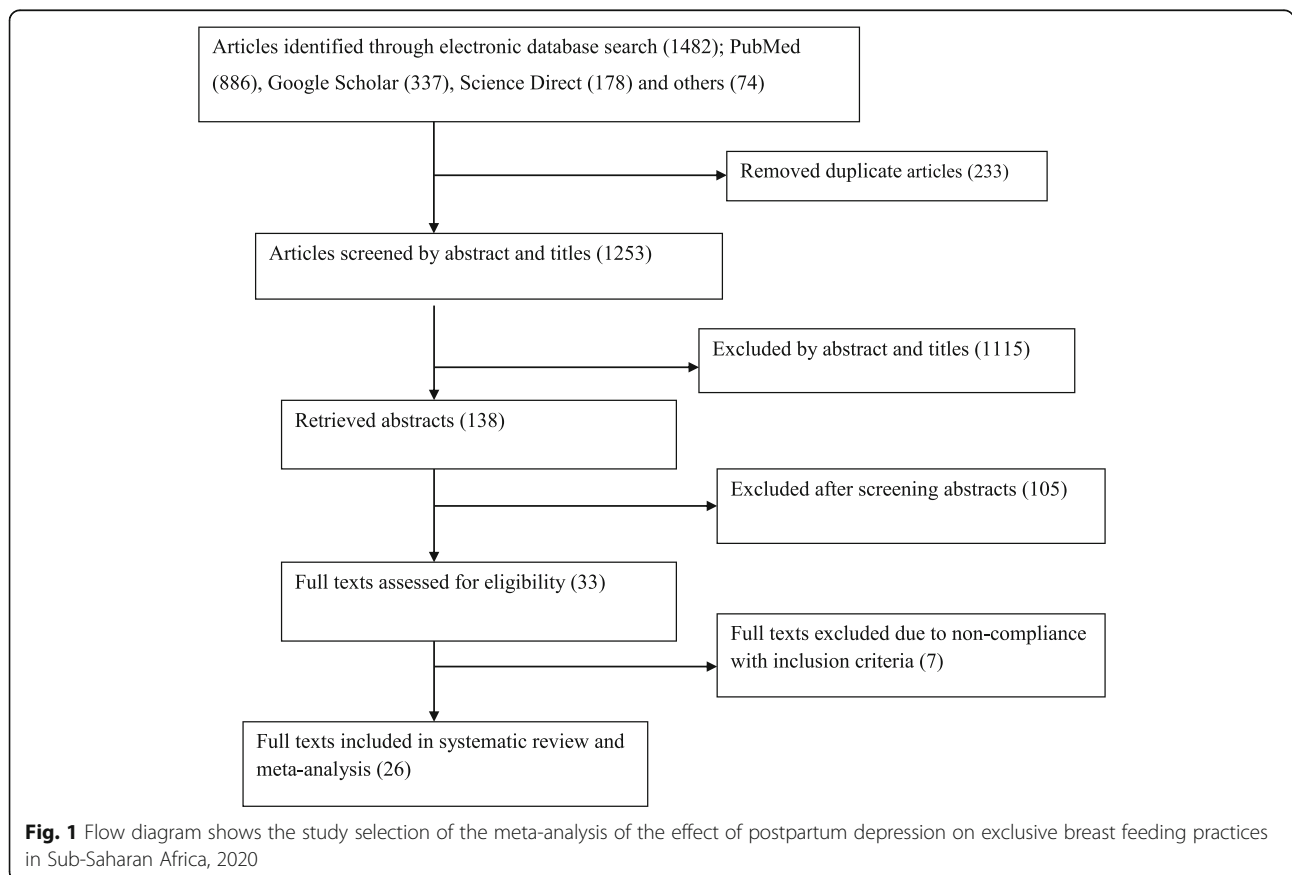 Articles identified through electronic database search (1482); PubMed
(886), Google Scholar (337), Science Direct (178) and others (74)
Removed duplicate articles (233)
Articles screened by abstract and titles (1253)
Excluded by abstract and titles (1115)
Retrieved abstracts (138)
Excluded after screening abstracts (105)
Full texts assessed for eligibility (33)
Full texts excluded due to non-compliance
with inclusion criteria (7)
Full texts included in systematic review and
meta-analysis (26)
Fig. 1 Flow diagram shows the study selection of the meta-analysis of the effect of postpartum depression on exclusive breast feeding practices
in Sub-Saharan Africa, 2020